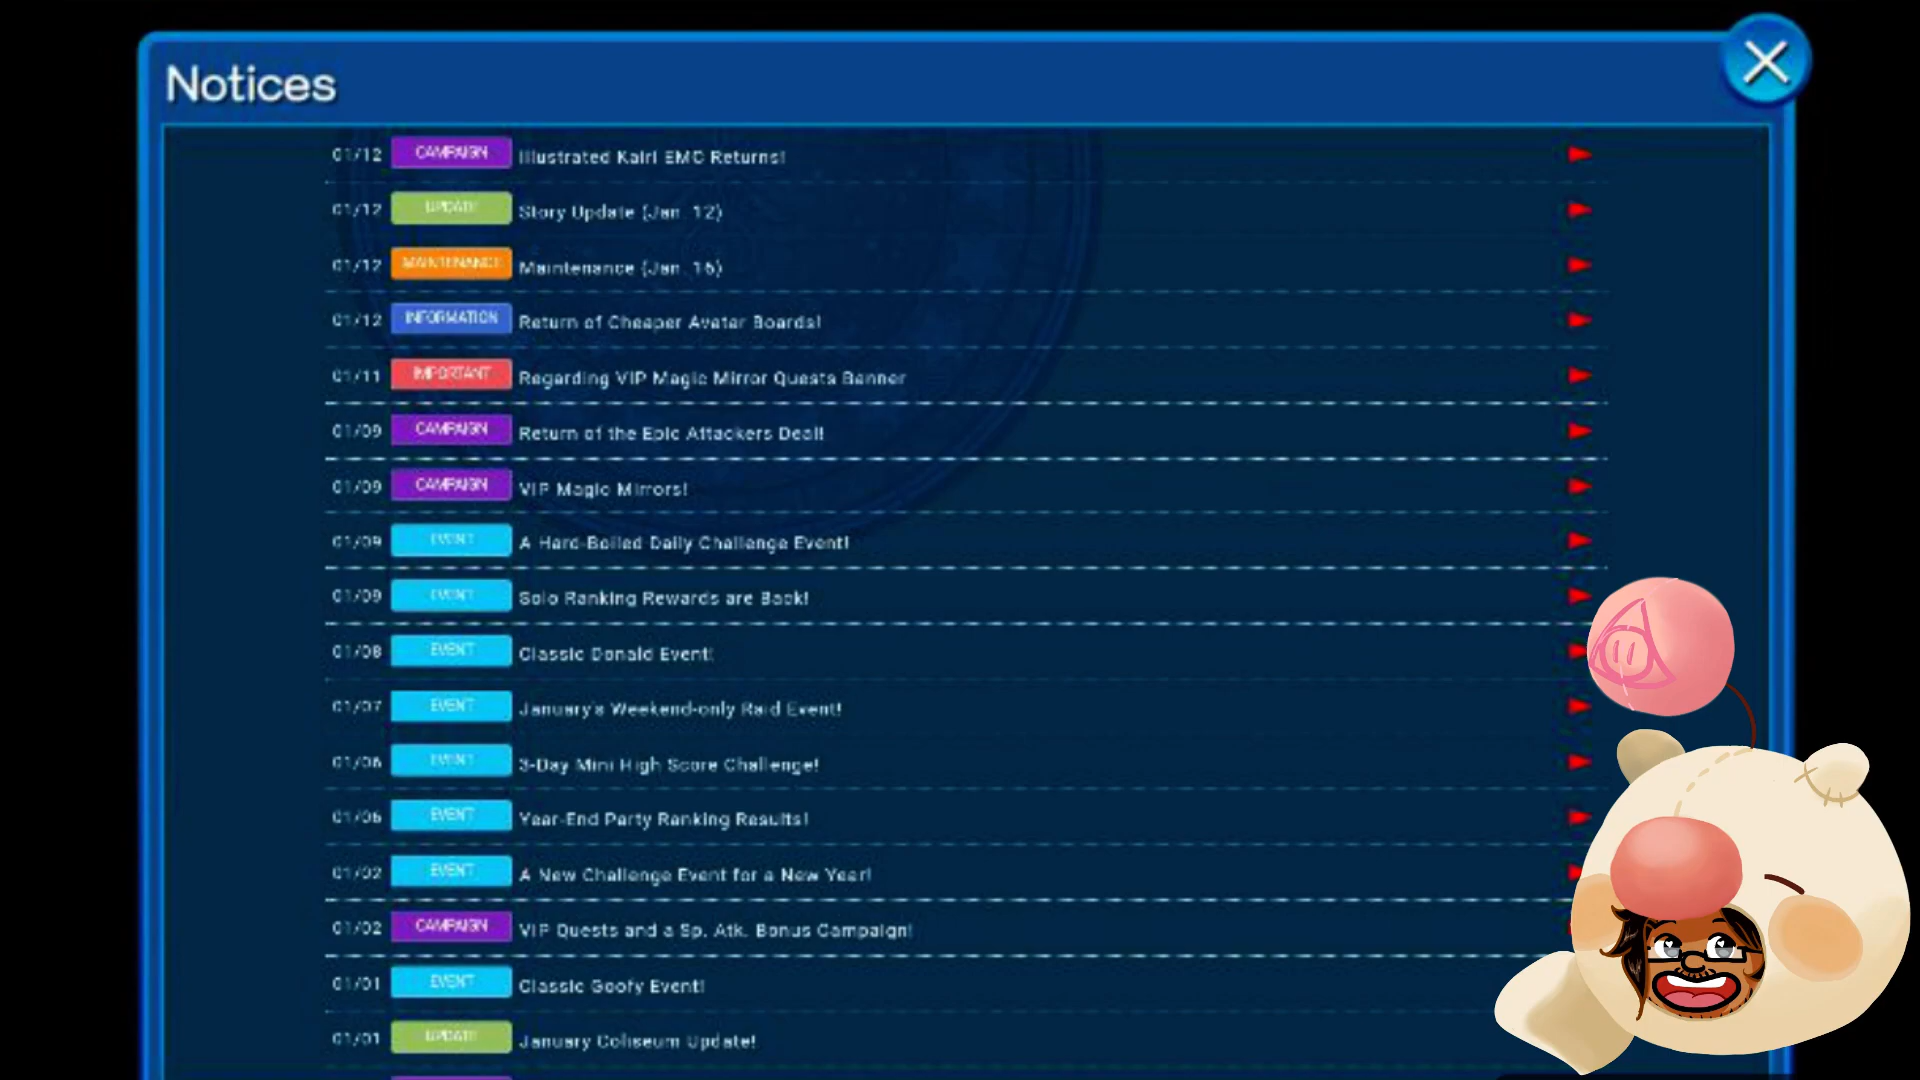 Notices
01/12 CAMPAIGN Illustrated Kairi EMC Returns!
01/12 UPDATE Story Update (Jan. 12)
01/12 MAINTENANCE Maintenance (Jan. 16)
01/12 INFORMATION Return of Cheaper Avatar Boards!
01/11 IMPORTANT Regarding VIP Magic Mirror Quests Banner
01/09 CAMPAIGN Return of the Epic Attackers Deal!
01/09 CAMPAIGN VIP Magic Mirrors!
01/09 EVENT A Hard-Boiled Daily Challenge Event!
01/09 EVENT Solo Ranking Rewards are Back!
01/08 EVENT Classic Donald Event!
01/07 EVENT January's Weekend-only Raid Event!
01/06 EVENT 3-Day Mini High Score Challenge!
01/06 EVENT Year-End Party Ranking Results!
01/02 EVENT A New Challenge Event for a New Year!
01/02 CAMPAIGN VIP Quests and a Sp. Atk. Bonus Campaign!
01/01 EVENT Classic Goofy Event!
01/01 UPDATE January Coliseum Update!